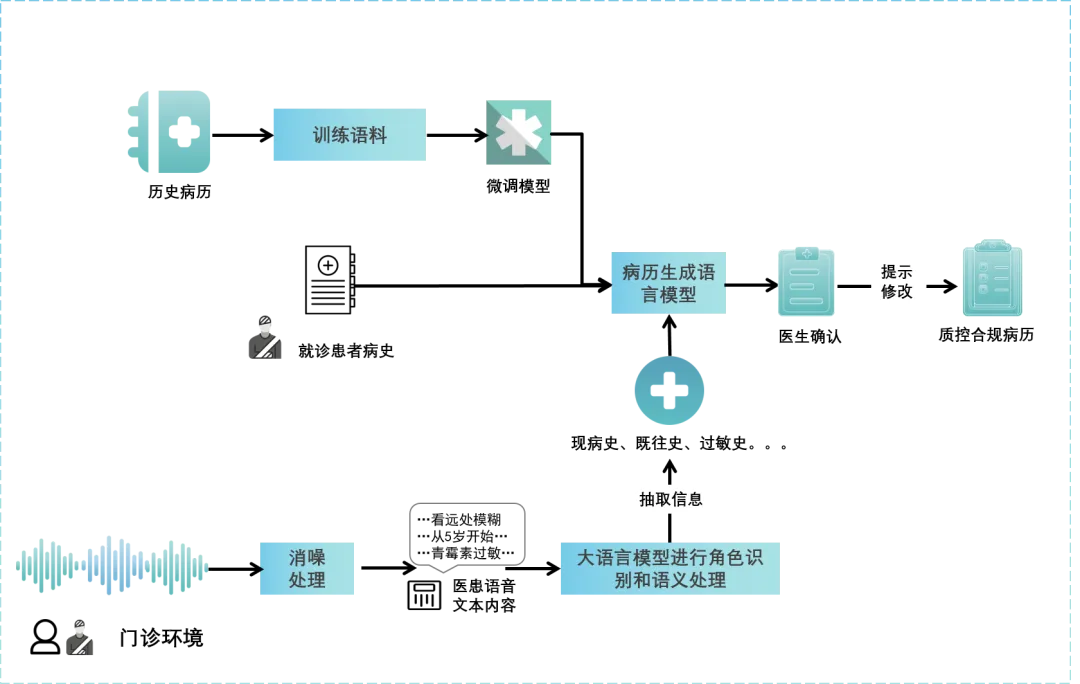 训练语料
历史病历
微调模型
病历生成语
言模型
提示
修改
医生确认
质控合规病历
就诊患者病史
现病史、既往史、过敏史。。。
抽取信息
…看远处模糊
…从5岁开始…
…青霉素过敏…
消噪
处理
医患语音
文本内容
大语言模型进行角色识
别和语义处理
门诊环境